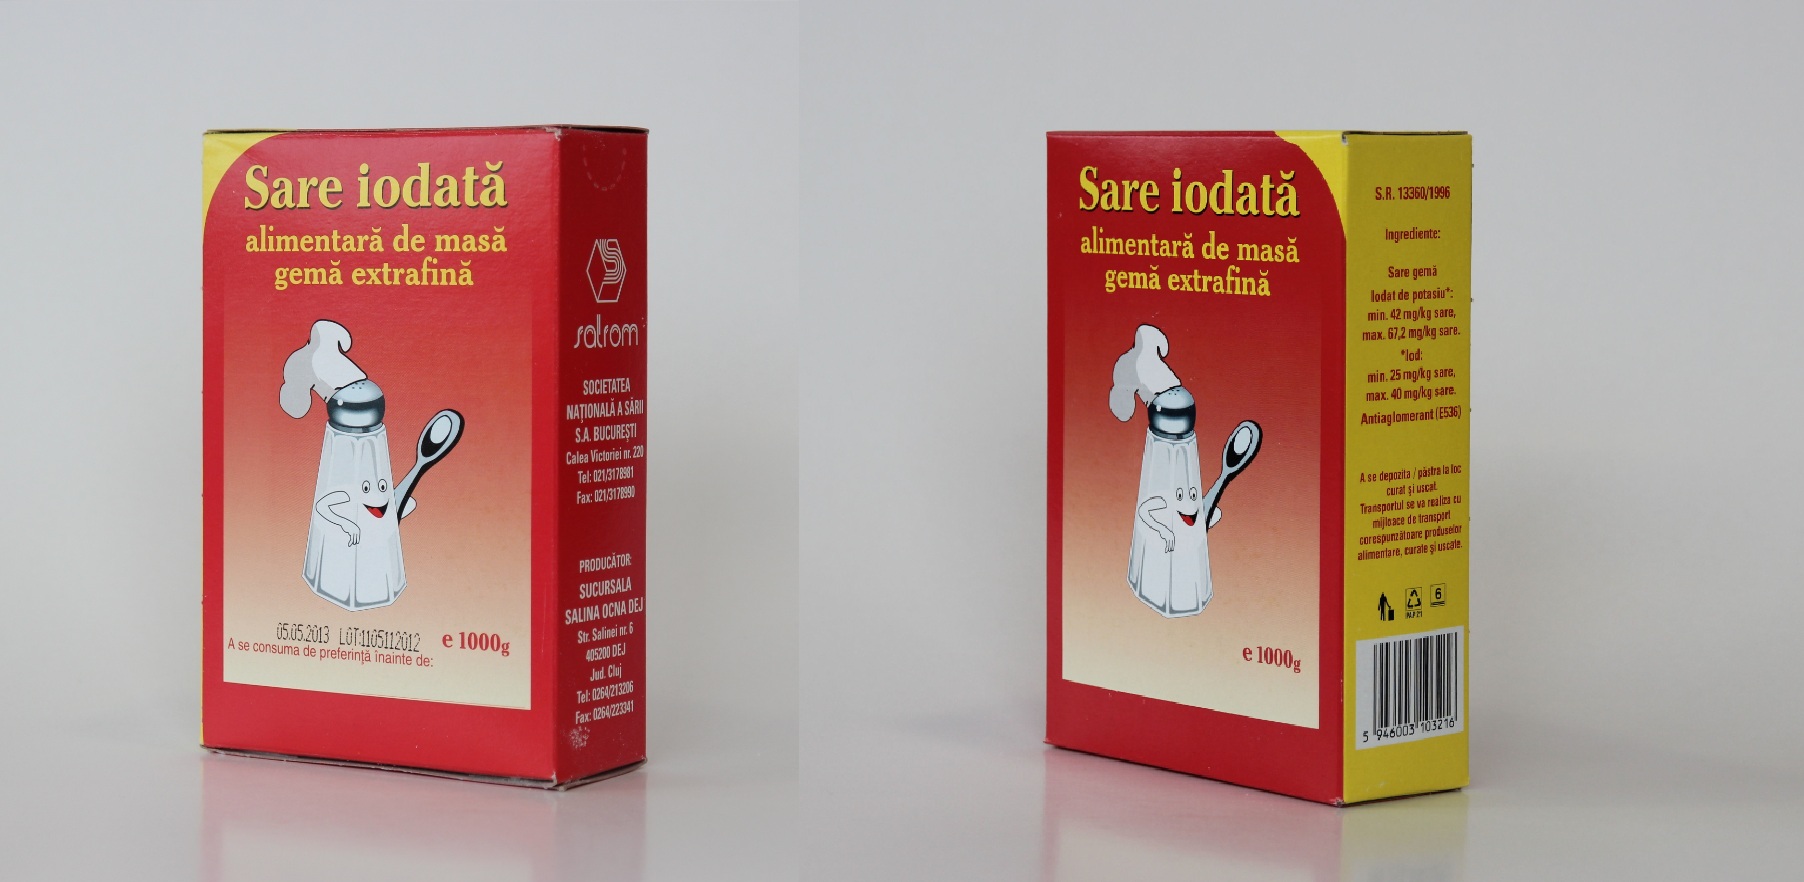 Sare iodată
alimentară de masă
gemă extrafină
05.05.2013 LOT:1105112012
A se consuma de preferință înainte de:
e 1000g
salrom
SOCIETATEA
NAȚIONALĂ A SĂRII
S.A. BUCUREȘTI
Calea Victoriei nr. 220
Tel: 021/3178981
Fax: 021/3178990
PRODUCĂTOR:
SUCURSALA
SALINA OCNA DEJ
Str. Salinei nr. 6
405200 DEJ
Jud. Cluj
Tel: 0264/213206
Fax: 0264/223341
Sare iodată
alimentară de masă
gemă extrafină
e 1000g
S.R. 13360/1996
Ingrediente:
Sare gemă
Iodat de potasiu*:
min. 42 mg/kg sare,
max. 67,2 mg/kg sare.
*Iod:
min. 25 mg/kg sare,
max. 40 mg/kg sare.
Antiaglomerant (E536)
A se depozita / păstra la loc
curat și uscat.
Transportul se va realiza cu
mijloace de transport
corespunzătoare produselor
alimentare, curate și uscate.
PAP 21
6
5 946003 103216